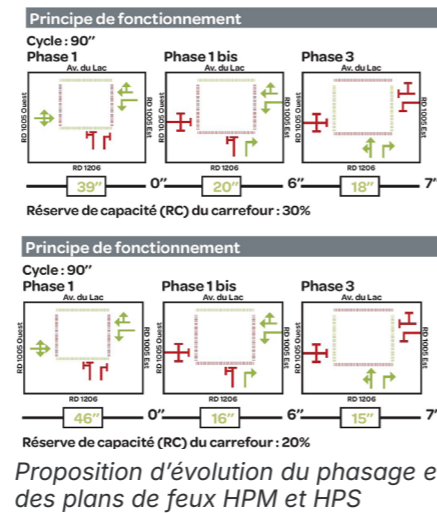 Principe de fonctionnement
Cycle : 90’’
Phase 1 Phase 1 bis Phase 3
Av. du Lac Av. du Lac Av. du Lac
RD 1005 Ouest RD 1005 Est RD 1005 Ouest RD 1005 Est RD 1005 Ouest RD 1005 Est
RD 1206 RD 1206 RD 1206
39’’ 0’’ 20’’ 6’’ 18’’ 7’’
Réserve de capacité (RC) du carrefour : 30%
Principe de fonctionnement
Cycle : 90’’
Phase 1 Phase 1 bis Phase 3
Av. du Lac Av. du Lac Av. du Lac
RD 1005 Ouest RD 1005 Est RD 1005 Ouest RD 1005 Est RD 1005 Ouest RD 1005 Est
RD 1206 RD 1206 RD 1206
46’’ 0’’ 16’’ 6’’ 15’’ 7’’
Réserve de capacité (RC) du carrefour : 20%
Proposition d’évolution du phasage e
des plans de feux HPM et HPS